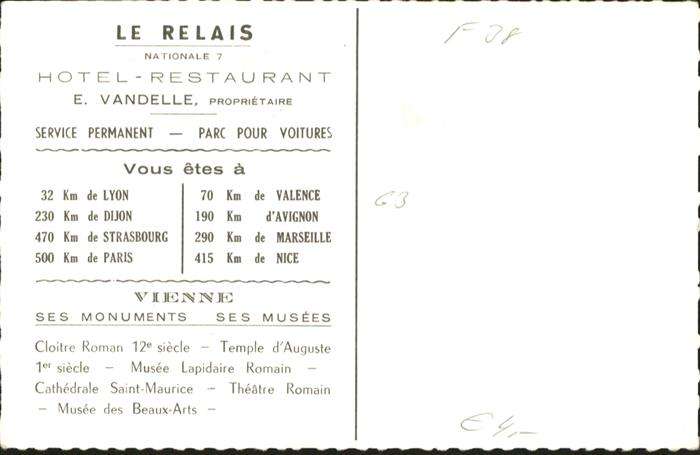 LE RELAIS
NATIONALE 7
HOTEL - RESTAURANT
E. VANDELLE, PROPRIÉTAIRE
SERVICE PERMANENT — PARC POUR VOITURES
Vous êtes à
32 Km de LYON
230 Km de DIJON
470 Km de STRASBOURG
500 Km de PARIS
70 Km de VALENCE
190 Km d'AVIGNON
290 Km de MARSEILLE
415 Km de NICE
VIENNE
SES MONUMENTS SES MUSÉES
Cloître Roman 12e siècle — Temple d'Auguste
1er siècle — Musée Lapidaire Romain —
Cathédrale Saint-Maurice — Théâtre Romain
— Musée des Beaux-Arts —
F 38
63
€ 4,-